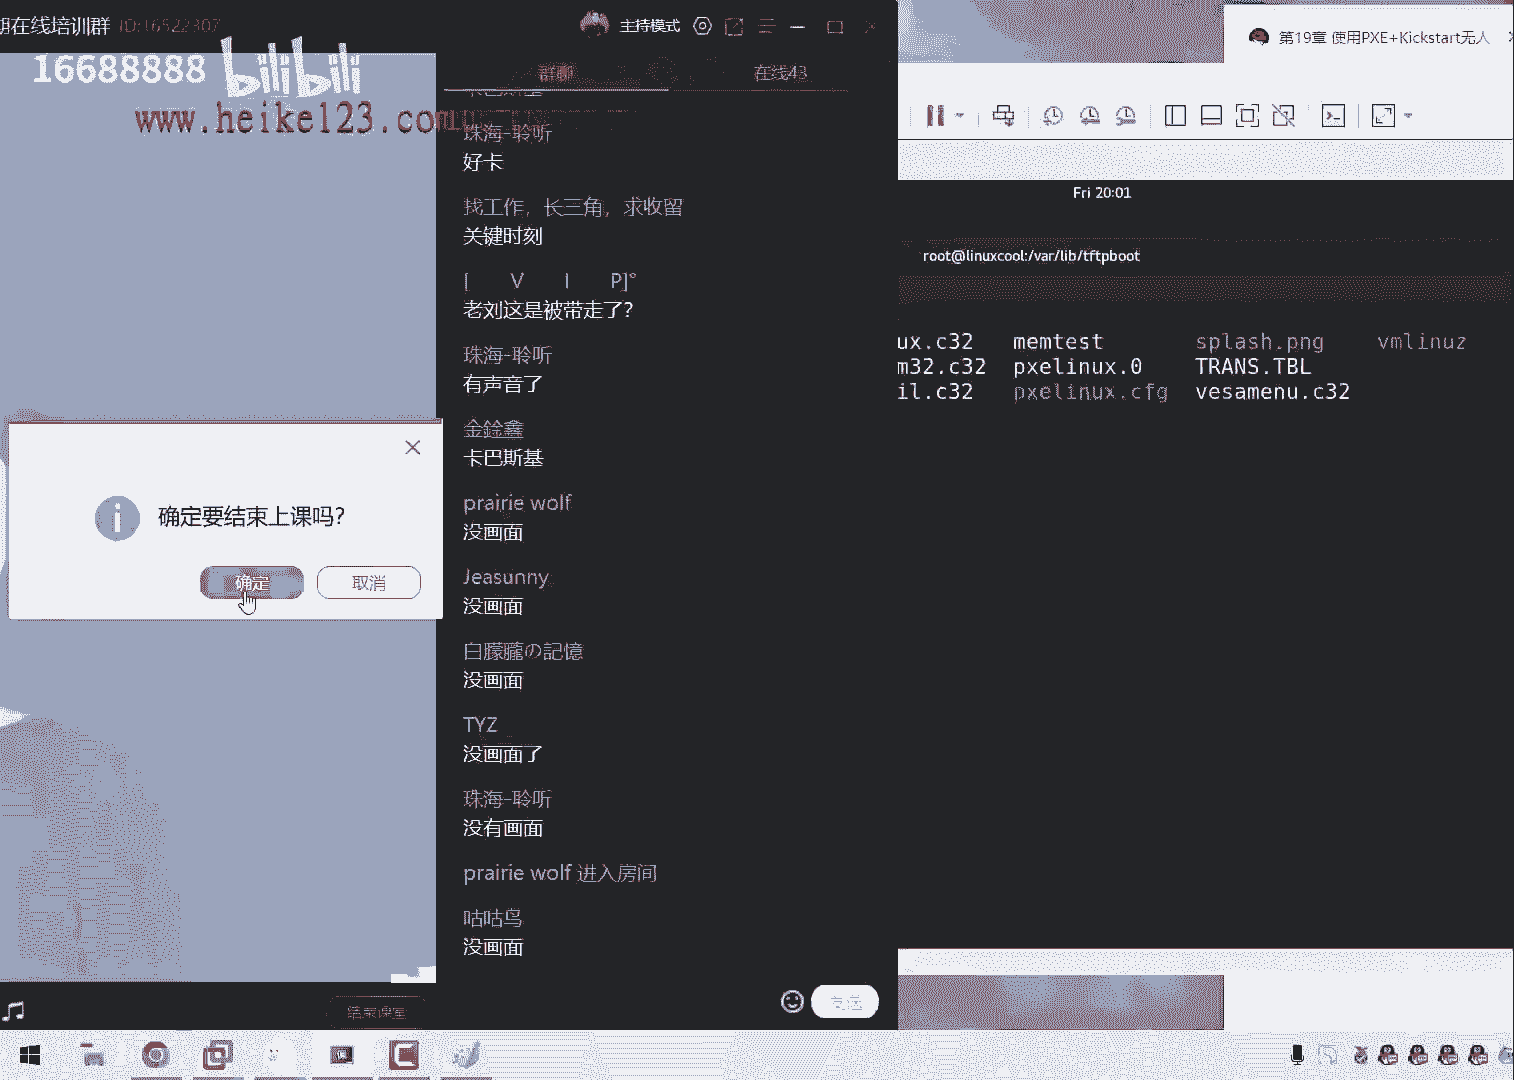 期在线培训群 ID:16522307
主持模式
16688888 bilibili
www.heike123.com
群聊
在线43
珠海-聆听
好卡
找工作，长三角，求收留
关键时刻
[ V I P]°
老刘这是被带走了？
珠海-聆听
有声音了
金銓鑫
卡巴斯基
prairie wolf
没画面
Jeasunny
没画面
白朦朧の記憶
没画面
TYZ
没画面了
珠海-聆听
没有画面
prairie wolf 进入房间
咕咕鸟
没画面
发送
确定要结束上课吗？
确定
取消
结束课堂
第19章 使用PXE+Kickstart无人
Fri 20:01
root@linuxcool:/var/lib/tftpboot
ux.c32 memtest splash.png vmlinuz
m32.c32 pxelinux.0 TRANS.TBL
il.c32 pxelinux.cfg vesamenu.c32